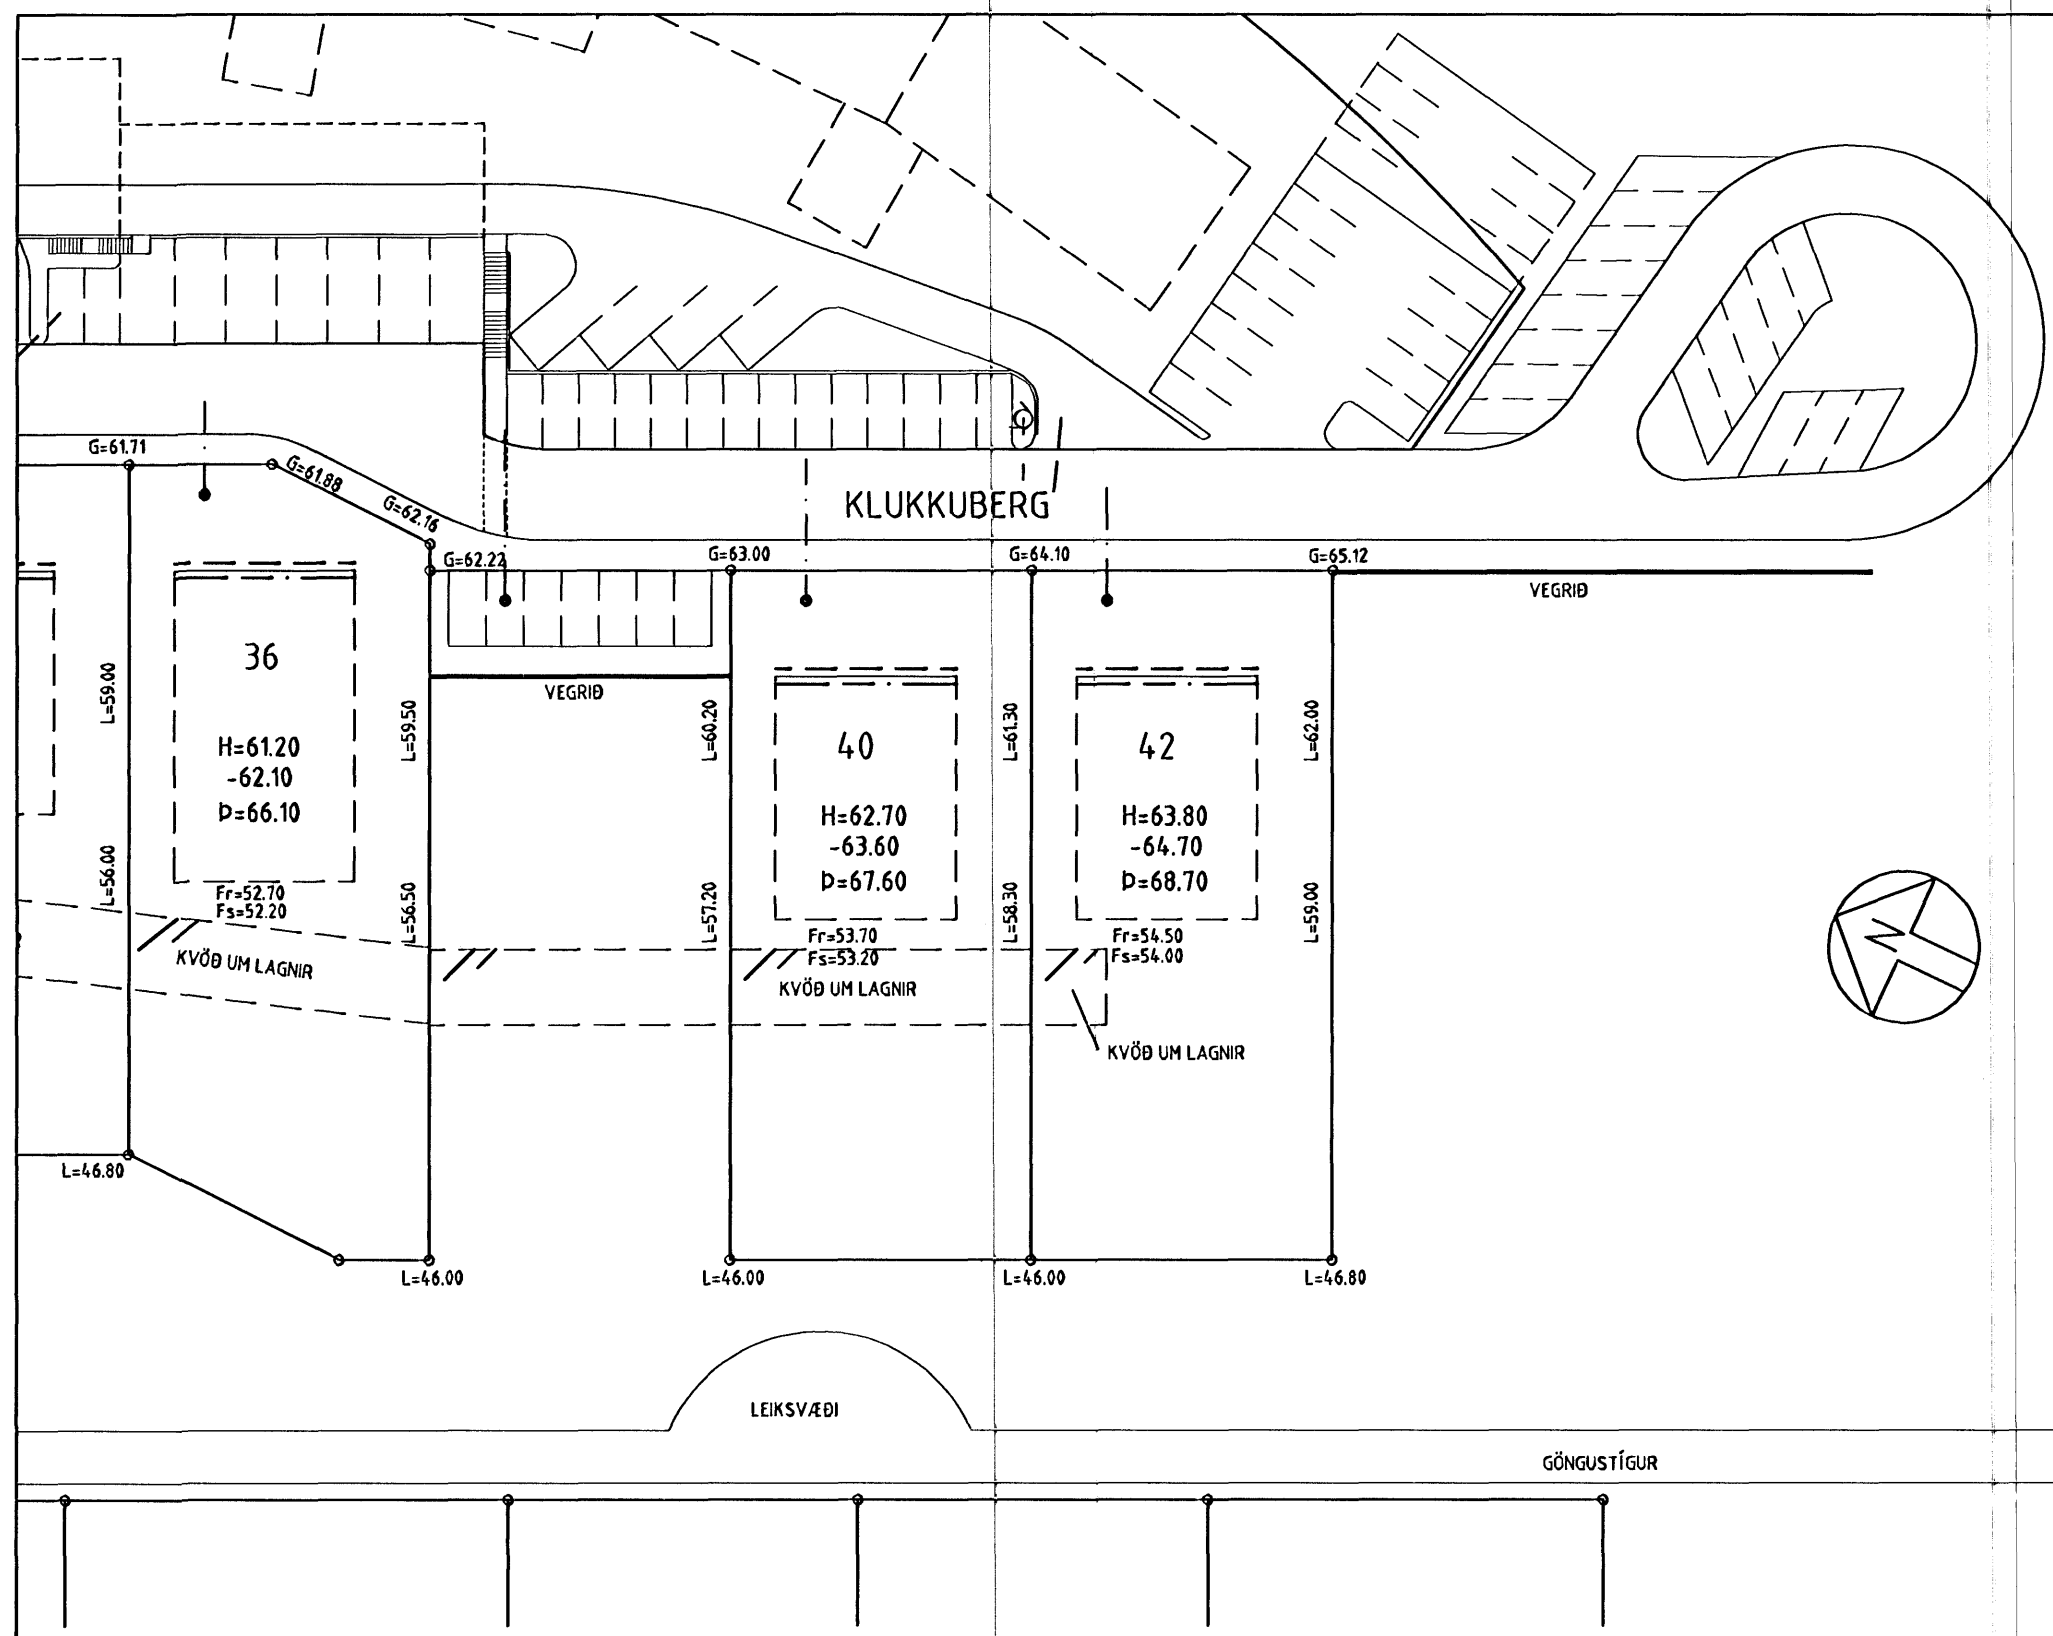 KLUKKUBERG
G=61.71
G=61.88
G=62.16
G=62.22
G=63.00
G=64.10
G=65.12
VEGRIÐ
VEGRIÐ
36
H=61.20
-62.10
Þ=66.10
Fr=52.70
Fs=52.20
40
H=62.70
-63.60
Þ=67.60
Fr=53.70
Fs=53.20
42
H=63.80
-64.70
Þ=68.70
Fr=54.50
Fs=54.00
L=59.00
L=59.50
L=60.20
L=61.30
L=62.00
L=56.00
L=56.50
L=57.20
L=58.30
L=59.00
KVÖÐ UM LAGNIR
KVÖÐ UM LAGNIR
KVÖÐ UM LAGNIR
N
L=46.80
L=46.00
L=46.00
L=46.00
L=46.80
LEIKSVÆÐI
GÖNGUSTÍGUR